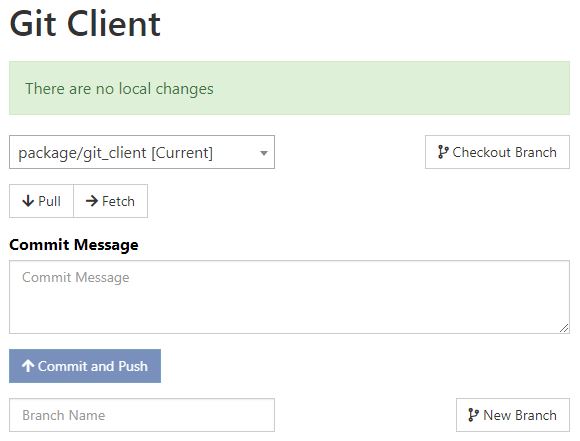 Git Client
There are no local changes
package/git_client [Current]
Checkout Branch
Pull
Fetch
Commit Message
Commit Message
Commit and Push
Branch Name
New Branch